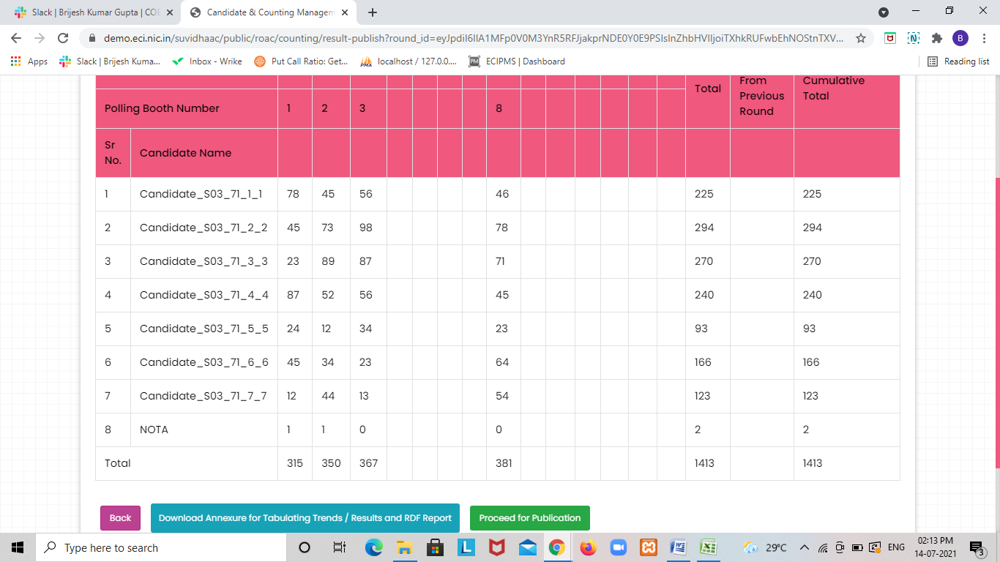 Slack | Brijesh Kumar Gupta | COE
Candidate & Counting Managem
demo.eci.nic.in/suvidhaac/public/roac/counting/result-publish?round_id=
B
Apps Slack | Brijesh Kuma... Inbox - Wrike Put Call Ratio: Get... localhost / 127.0.0.... PM ECIPMS | Dashboard Reading list
Total From Previous Round Cumulative Total
Polling Booth Number 1 2 3 8
Sr No. Candidate Name
1 Candidate_S03_71_1_1 78 45 56 46 225 225
2 Candidate_S03_71_2_2 45 73 98 78 294 294
3 Candidate_S03_71_3_3 23 89 87 71 270 270
4 Candidate_S03_71_4_4 87 52 56 45 240 240
5 Candidate_S03_71_5_5 24 12 34 23 93 93
6 Candidate_S03_71_6_6 45 34 23 64 166 166
7 Candidate_S03_71_7_7 12 44 13 54 123 123
8 NOTA 1 1 0 0 2 2
Total 315 350 367 381 1413 1413
Back Download Annexure for Tabulating Trends / Results and RDF Report Proceed for Publication
Type here to search 29°C ENG 02:13 PM
14-07-2021
3